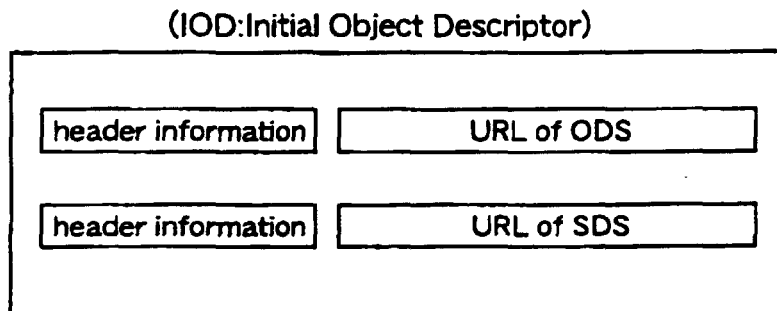 (IOD:Initial Object Descriptor)
header information URL of ODS
header information URL of SDS